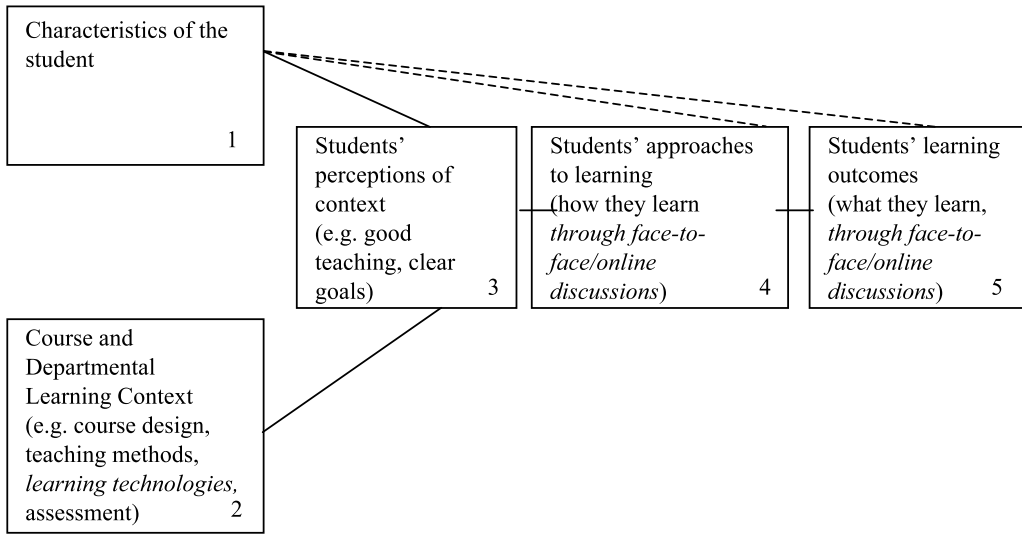 Characteristics of the
student
1
Students’
perceptions of
context
(e.g. good
teaching, clear
goals)
3
Students’ approaches
to learning
(how they learn
through face-to-
face/online
discussions)
4
Students’ learning
outcomes
(what they learn,
through face-to-
face/online
discussions)
5
Course and
Departmental
Learning Context
(e.g. course design,
teaching methods,
learning technologies,
assessment)
2